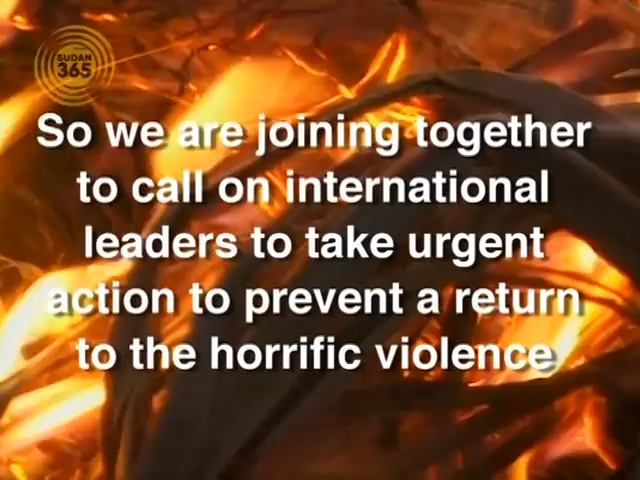 SUDAN
365
So we are joining together
to call on international
leaders to take urgent
action to prevent a return
to the horrific violence